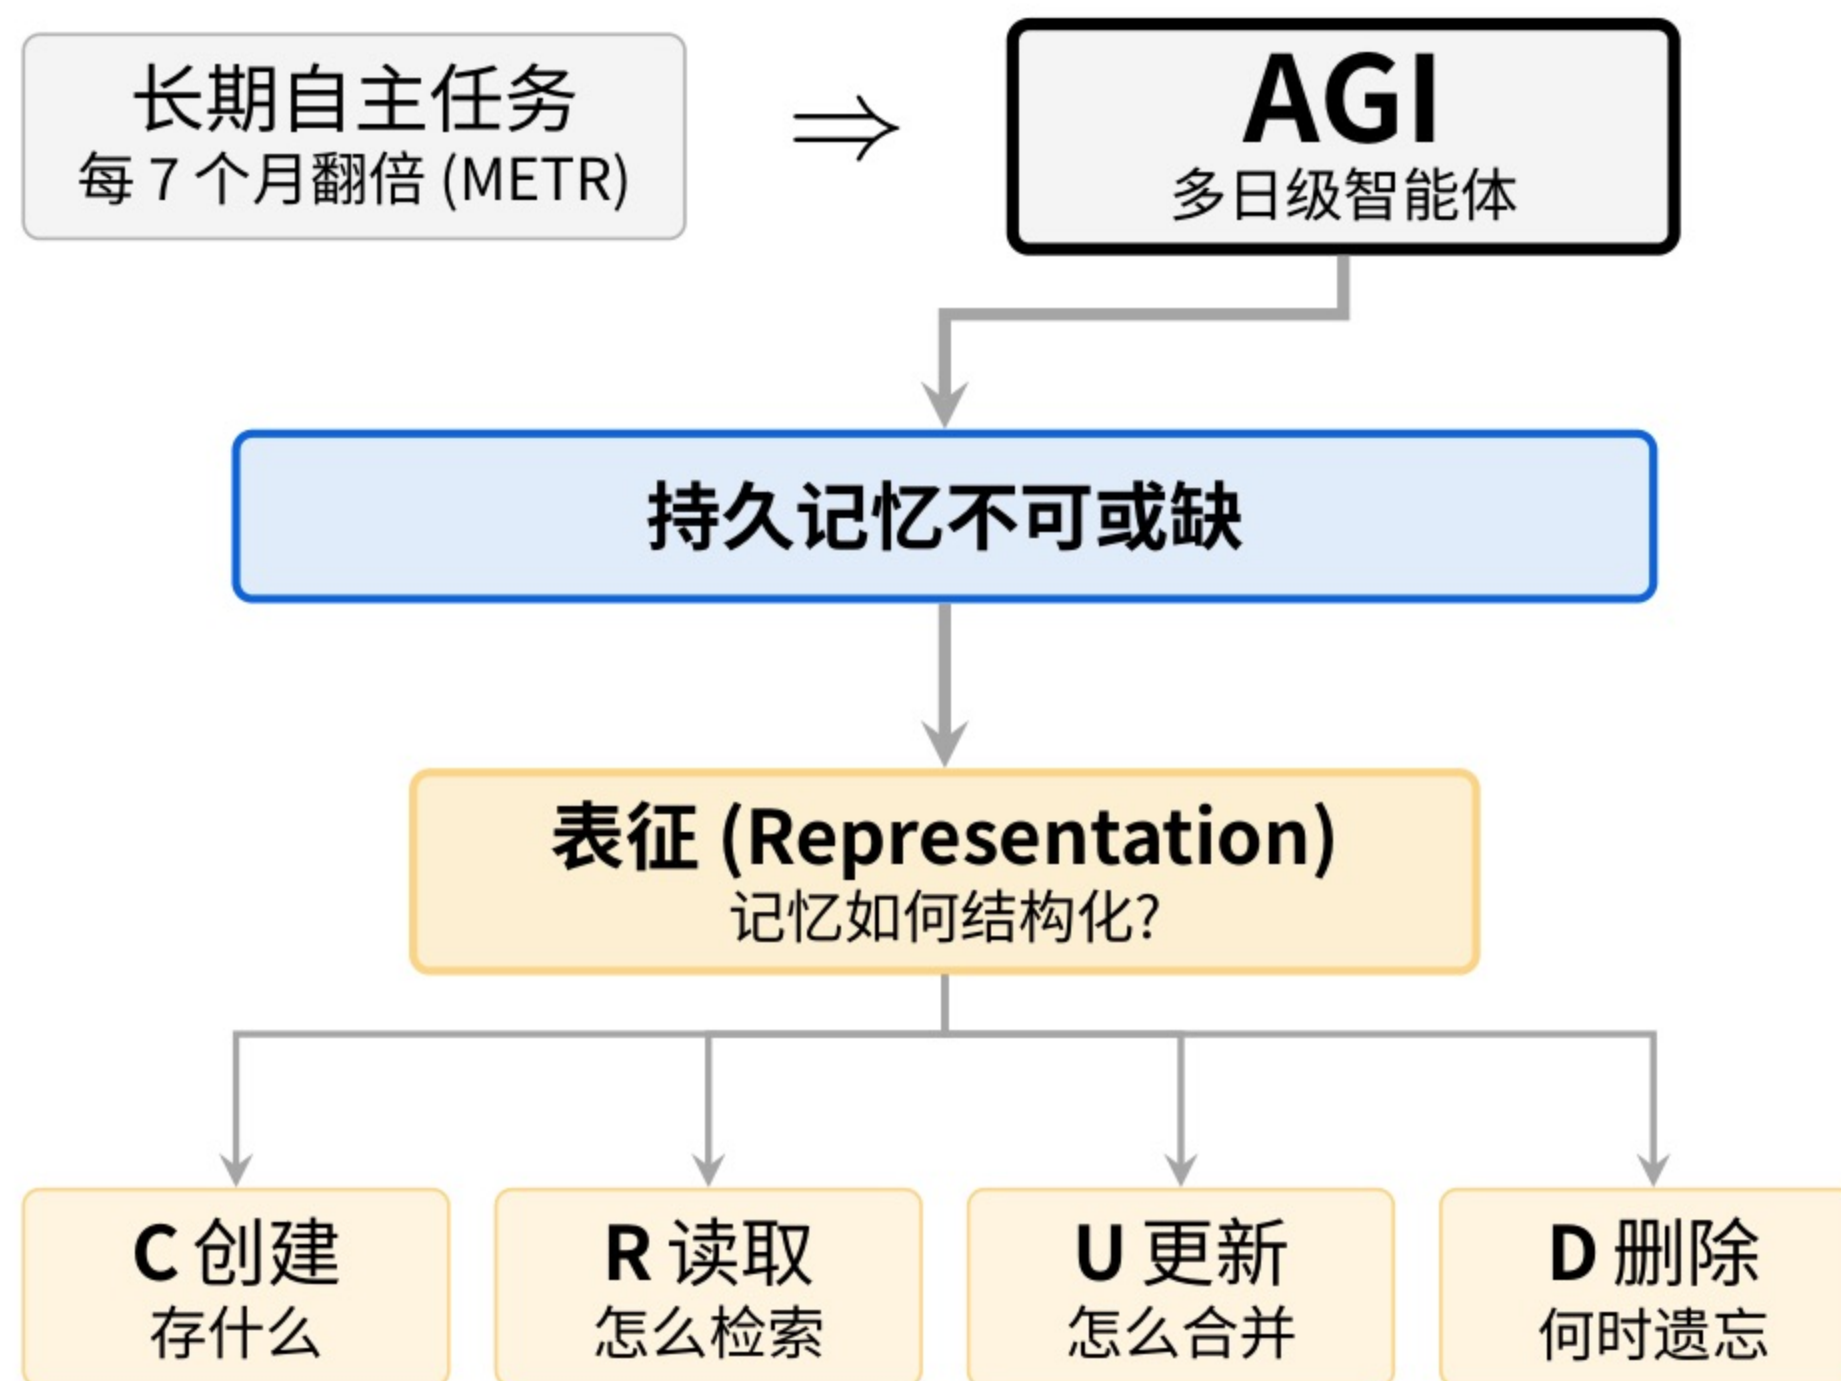 长期自主任务
每 7 个月翻倍 (METR)
⇒
AGI
多日级智能体
持久记忆不可或缺
表征 (Representation)
记忆如何结构化?
C 创建
存什么
R 读取
怎么检索
U 更新
怎么合并
D 删除
何时遗忘